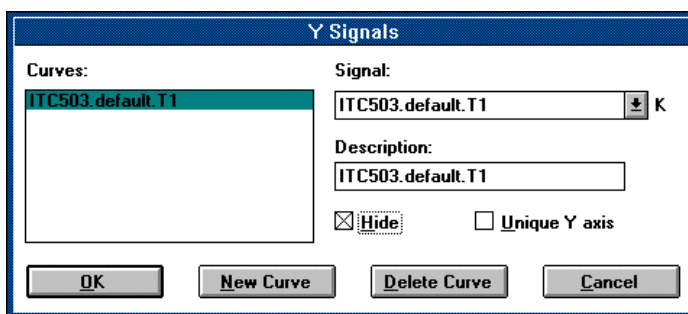 Y Signals
Curves:
ITC503.default.T1
Signal:
ITC503.default.T1 K
Description:
ITC503.default.T1
Hide
Unique Y axis
OK
New Curve
Delete Curve
Cancel